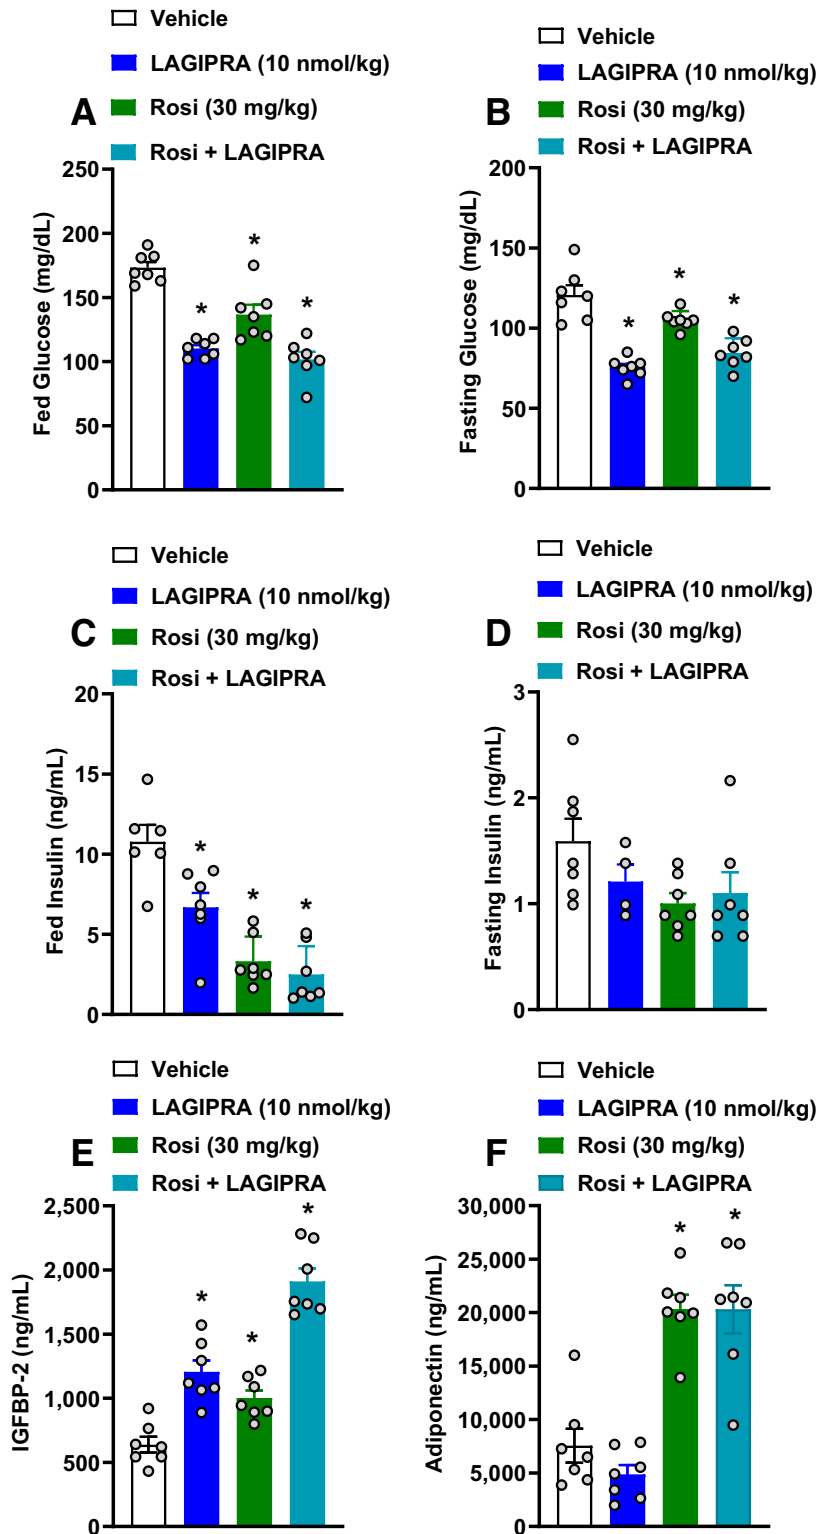 Vehicle
LAGIPRA (10 nmol/kg)
A
Rosi (30 mg/kg)
Rosi + LAGIPRA
250
200
150
100
50
0
Fed Glucose (mg/dL)
*
*
*
Vehicle
LAGIPRA (10 nmol/kg)
B
Rosi (30 mg/kg)
Rosi + LAGIPRA
200
150
100
50
0
Fasting Glucose (mg/dL)
*
*
*
Vehicle
LAGIPRA (10 nmol/kg)
C
Rosi (30 mg/kg)
Rosi + LAGIPRA
20
15
10
5
0
Fed Insulin (ng/mL)
*
*
*
Vehicle
LAGIPRA (10 nmol/kg)
D
Rosi (30 mg/kg)
Rosi + LAGIPRA
3
2
1
0
Fasting Insulin (ng/mL)
Vehicle
LAGIPRA (10 nmol/kg)
E
Rosi (30 mg/kg)
Rosi + LAGIPRA
2,500
2,000
1,500
1,000
500
0
IGFBP-2 (ng/mL)
*
*
*
Vehicle
LAGIPRA (10 nmol/kg)
F
Rosi (30 mg/kg)
Rosi + LAGIPRA
30,000
25,000
20,000
15,000
10,000
5,000
0
Adiponectin (ng/mL)
*
*